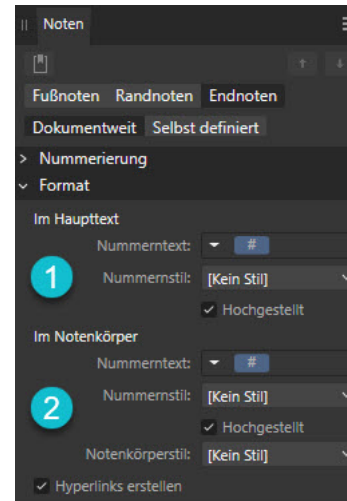 Noten
Fußnoten Randnoten Endnoten
Dokumentweit Selbst definiert
> Nummerierung
Format
Im Haupttext
Nummerntext: #
1
Nummernstil: [Kein Stil]
Hochgestellt
Im Notenkörper
Nummerntext: #
2
Nummernstil: [Kein Stil]
Hochgestellt
Notenkörperstil: [Kein Stil]
Hyperlinks erstellen